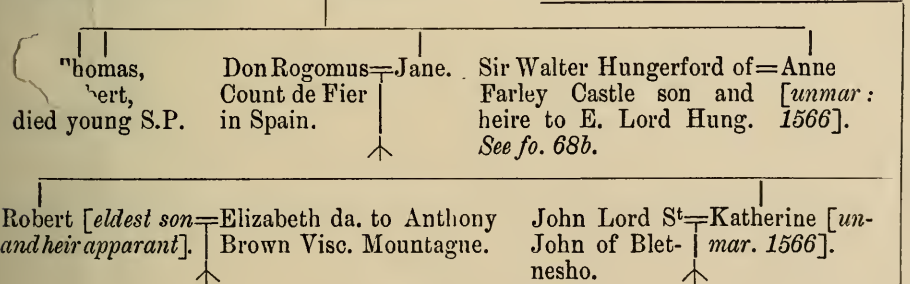 homas,
died young S.P.
Don Rogomus=Jane.
Count de Fier
in Spain.
Sir Walter Hungerford of=Anne
Farley Castle son and [unmar:
heire to E. Lord Hung. 1566].
See fo. 68b.
Robert [eldest son=Elizabeth da. to Anthony
and heir apparant]. Brown Visc. Mountague.
John Lord St=Katherine [un-
John of Blet- mar. 1566].
nesho.